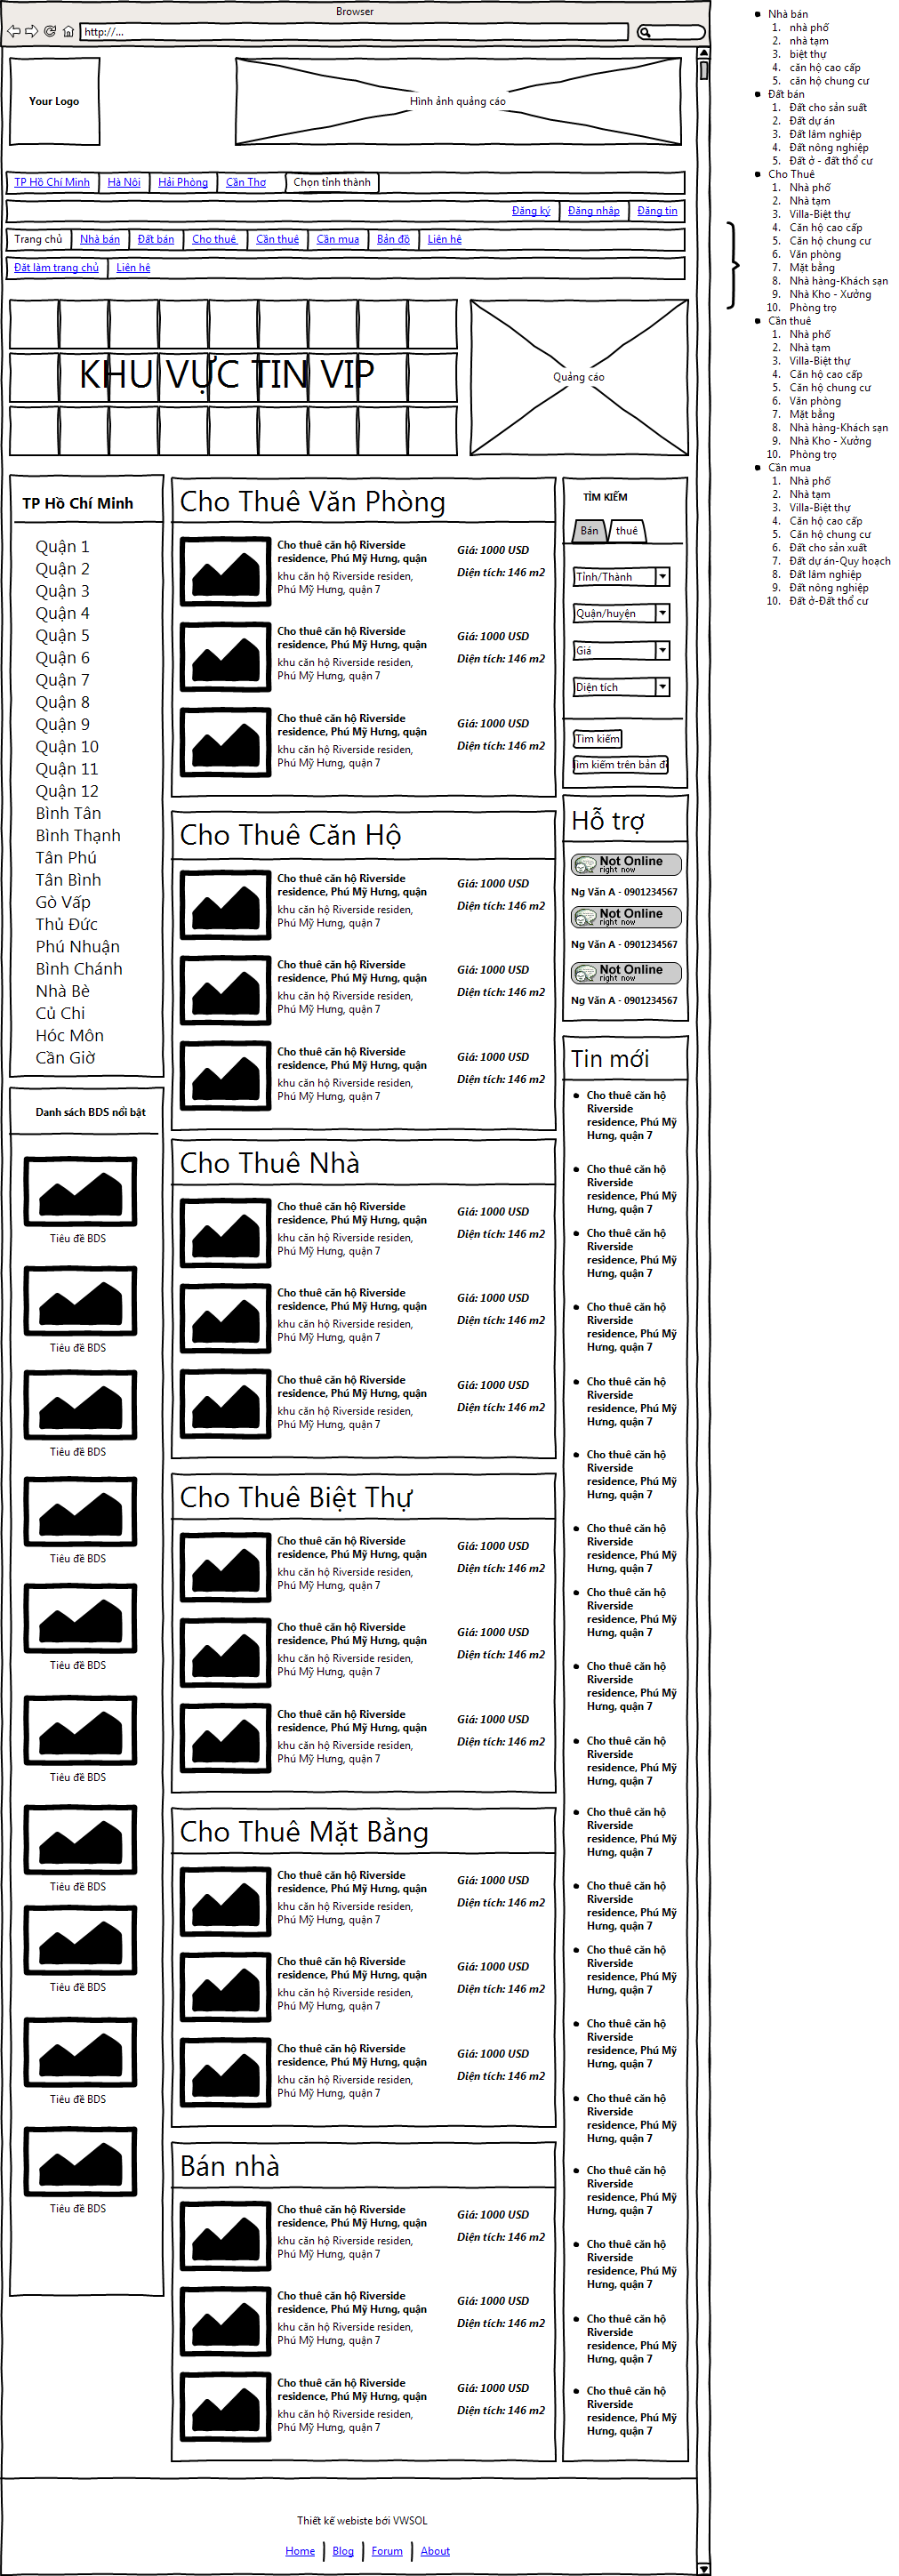 Browser
http://...
Your Logo
Hình ảnh quảng cáo
TP Hồ Chí Minh
Hà Nội
Hải Phòng
Cần Thơ
Chọn tỉnh thành
Đăng ký
Đăng nhập
Đăng tin
Trang chủ
Nhà bán
Đất bán
Cho thuê
Cần thuê
Cần mua
Bản đồ
Liên hệ
Đặt làm trang chủ
Liên hệ
KHU VỰC TIN VIP
Quảng cáo
TP Hồ Chí Minh
Quận 1
Quận 2
Quận 3
Quận 4
Quận 5
Quận 6
Quận 7
Quận 8
Quận 9
Quận 10
Quận 11
Quận 12
Bình Tân
Bình Thạnh
Tân Phú
Tân Bình
Gò Vấp
Thủ Đức
Phú Nhuận
Bình Chánh
Nhà Bè
Củ Chi
Hóc Môn
Cần Giờ
Danh sách BDS nổi bật
Tiêu đề BDS
Tiêu đề BDS
Tiêu đề BDS
Tiêu đề BDS
Tiêu đề BDS
Tiêu đề BDS
Tiêu đề BDS
Tiêu đề BDS
Tiêu đề BDS
Tiêu đề BDS
Cho Thuê Văn Phòng
Cho thuê căn hộ Riverside
residence, Phú Mỹ Hưng, quận
khu căn hộ Riverside residen,
Phú Mỹ Hưng, quận 7
Giá: 1000 USD
Diện tích: 146 m2
Cho thuê căn hộ Riverside
residence, Phú Mỹ Hưng, quận
khu căn hộ Riverside residen,
Phú Mỹ Hưng, quận 7
Giá: 1000 USD
Diện tích: 146 m2
Cho thuê căn hộ Riverside
residence, Phú Mỹ Hưng, quận
khu căn hộ Riverside residen,
Phú Mỹ Hưng, quận 7
Giá: 1000 USD
Diện tích: 146 m2
Cho Thuê Căn Hộ
Cho thuê căn hộ Riverside
residence, Phú Mỹ Hưng, quận
khu căn hộ Riverside residen,
Phú Mỹ Hưng, quận 7
Giá: 1000 USD
Diện tích: 146 m2
Cho thuê căn hộ Riverside
residence, Phú Mỹ Hưng, quận
khu căn hộ Riverside residen,
Phú Mỹ Hưng, quận 7
Giá: 1000 USD
Diện tích: 146 m2
Cho thuê căn hộ Riverside
residence, Phú Mỹ Hưng, quận
khu căn hộ Riverside residen,
Phú Mỹ Hưng, quận 7
Giá: 1000 USD
Diện tích: 146 m2
Cho Thuê Nhà
Cho thuê căn hộ Riverside
residence, Phú Mỹ Hưng, quận
khu căn hộ Riverside residen,
Phú Mỹ Hưng, quận 7
Giá: 1000 USD
Diện tích: 146 m2
Cho thuê căn hộ Riverside
residence, Phú Mỹ Hưng, quận
khu căn hộ Riverside residen,
Phú Mỹ Hưng, quận 7
Giá: 1000 USD
Diện tích: 146 m2
Cho thuê căn hộ Riverside
residence, Phú Mỹ Hưng, quận
khu căn hộ Riverside residen,
Phú Mỹ Hưng, quận 7
Giá: 1000 USD
Diện tích: 146 m2
Cho Thuê Biệt Thự
Cho thuê căn hộ Riverside
residence, Phú Mỹ Hưng, quận
khu căn hộ Riverside residen,
Phú Mỹ Hưng, quận 7
Giá: 1000 USD
Diện tích: 146 m2
Cho thuê căn hộ Riverside
residence, Phú Mỹ Hưng, quận
khu căn hộ Riverside residen,
Phú Mỹ Hưng, quận 7
Giá: 1000 USD
Diện tích: 146 m2
Cho thuê căn hộ Riverside
residence, Phú Mỹ Hưng, quận
khu căn hộ Riverside residen,
Phú Mỹ Hưng, quận 7
Giá: 1000 USD
Diện tích: 146 m2
Cho Thuê Mặt Bằng
Cho thuê căn hộ Riverside
residence, Phú Mỹ Hưng, quận
khu căn hộ Riverside residen,
Phú Mỹ Hưng, quận 7
Giá: 1000 USD
Diện tích: 146 m2
Cho thuê căn hộ Riverside
residence, Phú Mỹ Hưng, quận
khu căn hộ Riverside residen,
Phú Mỹ Hưng, quận 7
Giá: 1000 USD
Diện tích: 146 m2
Cho thuê căn hộ Riverside
residence, Phú Mỹ Hưng, quận
khu căn hộ Riverside residen,
Phú Mỹ Hưng, quận 7
Giá: 1000 USD
Diện tích: 146 m2
Bán nhà
Cho thuê căn hộ Riverside
residence, Phú Mỹ Hưng, quận
khu căn hộ Riverside residen,
Phú Mỹ Hưng, quận 7
Giá: 1000 USD
Diện tích: 146 m2
Cho thuê căn hộ Riverside
residence, Phú Mỹ Hưng, quận
khu căn hộ Riverside residen,
Phú Mỹ Hưng, quận 7
Giá: 1000 USD
Diện tích: 146 m2
Cho thuê căn hộ Riverside
residence, Phú Mỹ Hưng, quận
khu căn hộ Riverside residen,
Phú Mỹ Hưng, quận 7
Giá: 1000 USD
Diện tích: 146 m2
TÌM KIẾM
Bán
thuê
Tỉnh/Thành
Quận/huyện
Giá
Diện tích
Tìm kiếm
ìm kiếm trên bản đ
Hỗ trợ
Not Online
right now
Ng Văn A - 0901234567
Not Online
right now
Ng Văn A - 0901234567
Not Online
right now
Ng Văn A - 0901234567
Tin mới
Cho thuê căn hộ
Riverside
residence, Phú Mỹ
Hưng, quận 7
Cho thuê căn hộ
Riverside
residence, Phú Mỹ
Hưng, quận 7
Cho thuê căn hộ
Riverside
residence, Phú Mỹ
Hưng, quận 7
Cho thuê căn hộ
Riverside
residence, Phú Mỹ
Hưng, quận 7
Cho thuê căn hộ
Riverside
residence, Phú Mỹ
Hưng, quận 7
Cho thuê căn hộ
Riverside
residence, Phú Mỹ
Hưng, quận 7
Cho thuê căn hộ
Riverside
residence, Phú Mỹ
Hưng, quận 7
Cho thuê căn hộ
Riverside
residence, Phú Mỹ
Hưng, quận 7
Cho thuê căn hộ
Riverside
residence, Phú Mỹ
Hưng, quận 7
Cho thuê căn hộ
Riverside
residence, Phú Mỹ
Hưng, quận 7
Cho thuê căn hộ
Riverside
residence, Phú Mỹ
Hưng, quận 7
Cho thuê căn hộ
Riverside
residence, Phú Mỹ
Hưng, quận 7
Cho thuê căn hộ
Riverside
residence, Phú Mỹ
Hưng, quận 7
Cho thuê căn hộ
Riverside
residence, Phú Mỹ
Hưng, quận 7
Cho thuê căn hộ
Riverside
residence, Phú Mỹ
Hưng, quận 7
Cho thuê căn hộ
Riverside
residence, Phú Mỹ
Hưng, quận 7
Cho thuê căn hộ
Riverside
residence, Phú Mỹ
Hưng, quận 7
Cho thuê căn hộ
Riverside
residence, Phú Mỹ
Hưng, quận 7
Cho thuê căn hộ
Riverside
residence, Phú Mỹ
Hưng, quận 7
Thiết kế webiste bởi VWSOL
Home
Blog
Forum
About
Nhà bán
1. nhà phố
2. nhà tạm
3. biệt thự
4. căn hộ cao cấp
5. căn hộ chung cư
Đất bán
1. Đất cho sản suất
2. Đất dự án
3. Đất lâm nghiệp
4. Đất nông nghiệp
5. Đất ở - đất thổ cư
Cho Thuê
1. Nhà phố
2. Nhà tạm
3. Villa-Biệt thự
4. Căn hộ cao cấp
5. Căn hộ chung cư
6. Văn phòng
7. Mặt bằng
8. Nhà hàng-Khách sạn
9. Nhà Kho - Xưởng
10. Phòng trọ
Cần thuê
1. Nhà phố
2. Nhà tạm
3. Villa-Biệt thự
4. Căn hộ cao cấp
5. Căn hộ chung cư
6. Văn phòng
7. Mặt bằng
8. Nhà hàng-Khách sạn
9. Nhà Kho - Xưởng
10. Phòng trọ
Cần mua
1. Nhà phố
2. Nhà tạm
3. Villa-Biệt thự
4. Căn hộ cao cấp
5. Căn hộ chung cư
6. Đất cho sản xuất
7. Đất dự án-Quy hoạch
8. Đất lâm nghiệp
9. Đất nông nghiệp
10. Đất ở-Đất thổ cư